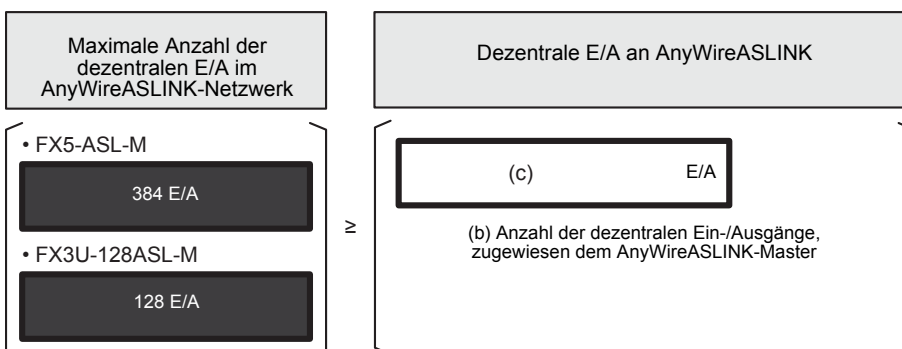 Maximale Anzahl der
dezentralen E/A im
AnyWireASLINK-Netzwerk
Dezentrale E/A an AnyWireASLINK
• FX5-ASL-M
384 E/A
• FX3U-128ASL-M
128 E/A
≥
(c) E/A
(b) Anzahl der dezentralen Ein-/Ausgänge,
zugewiesen dem AnyWireASLINK-Master